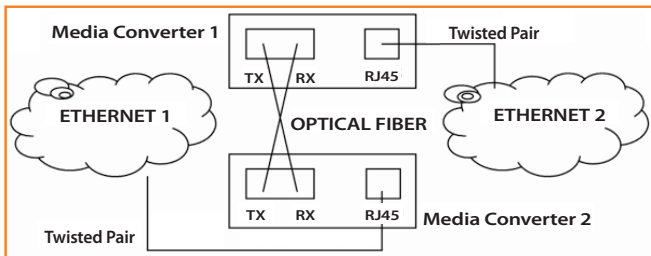 Media Converter 1
Twisted Pair
TX RX RJ45
ETHERNET 1
OPTICAL FIBER
ETHERNET 2
TX RX RJ45
Media Converter 2
Twisted Pair